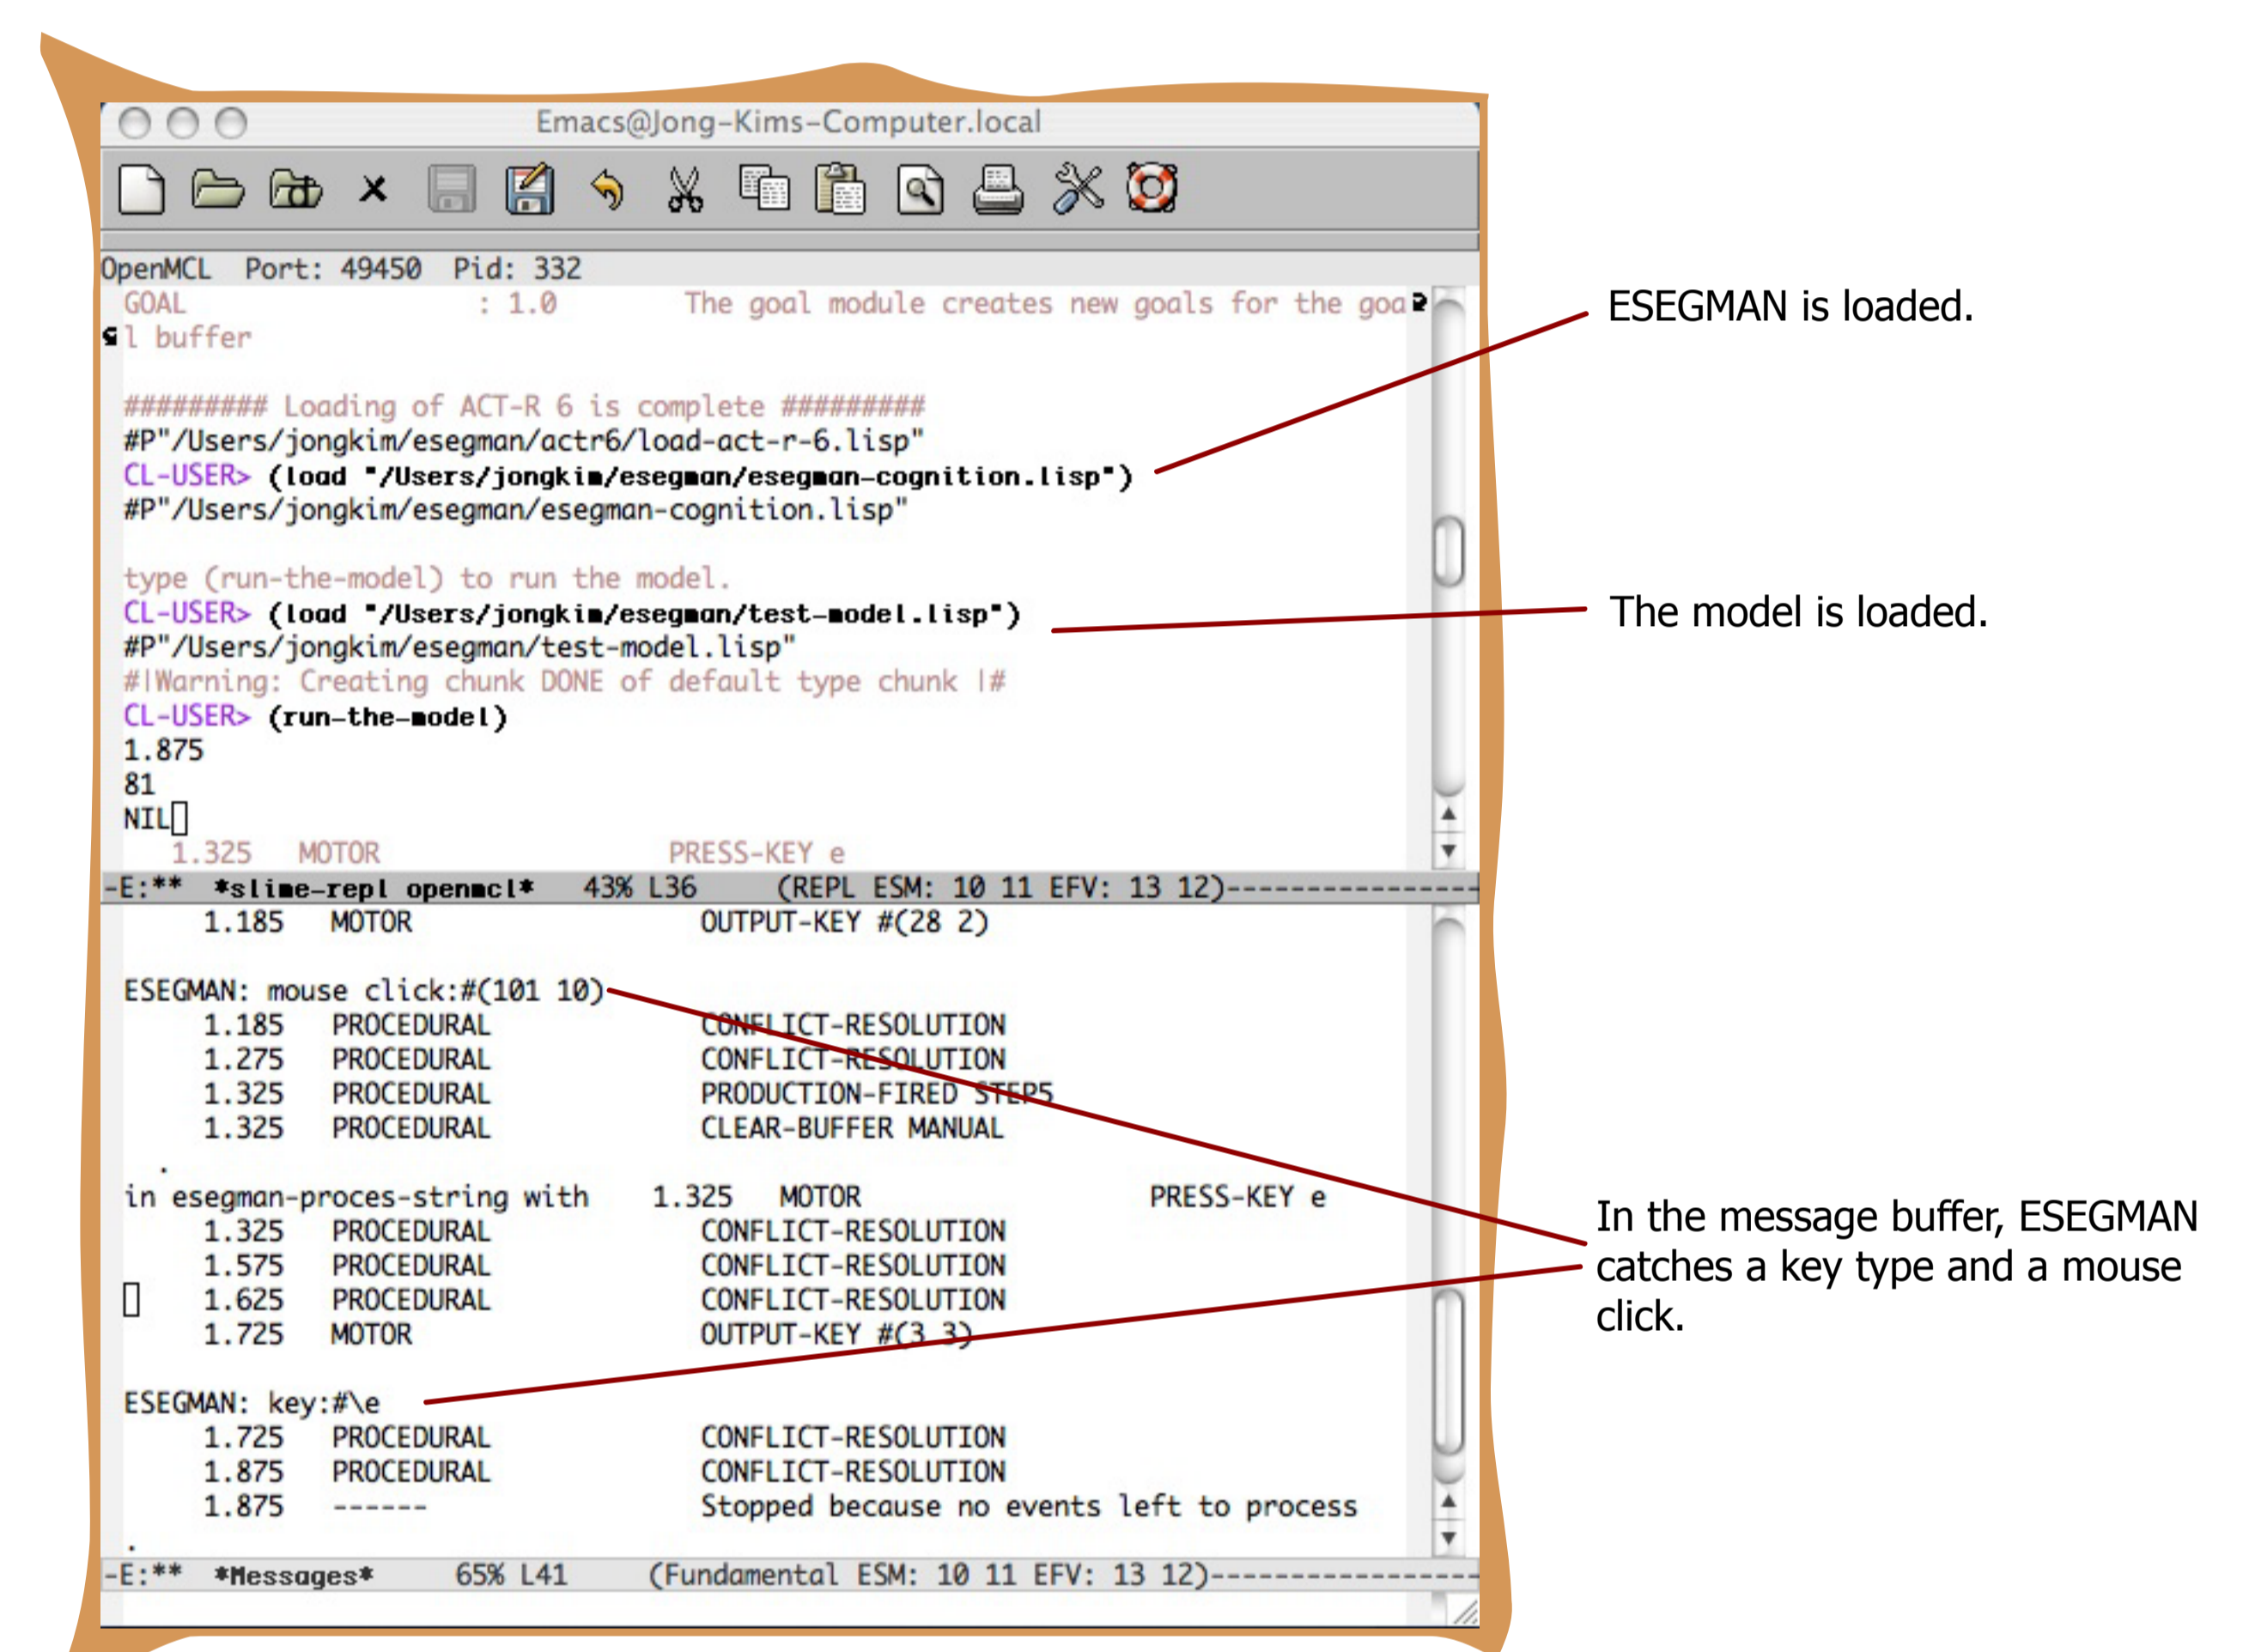 Emacs@Jong-Kims-Computer.local
OpenMCL Port: 49450 Pid: 332
GOAL : 1.0 The goal module creates new goals for the goa
l buffer
######### Loading of ACT-R 6 is complete #########
#P"/Users/jongkim/esegman/actr6/load-act-r-6.lisp"
CL-USER> (load "/Users/jongkim/esegman/esegman-cognition.lisp")
#P"/Users/jongkim/esegman/esegman-cognition.lisp"
type (run-the-model) to run the model.
CL-USER> (load "/Users/jongkim/esegman/test-model.lisp")
#P"/Users/jongkim/esegman/test-model.lisp"
#|Warning: Creating chunk DONE of default type chunk |#
CL-USER> (run-the-model)
1.875
81
NIL
1.325 MOTOR PRESS-KEY e
-E:** *slime-repl openmcl* 43% L36 (REPL ESM: 10 11 EFV: 13 12)----------------
1.185 MOTOR OUTPUT-KEY #(28 2)
ESEGMAN: mouse click:#(101 10)
1.185 PROCEDURAL CONFLICT-RESOLUTION
1.275 PROCEDURAL CONFLICT-RESOLUTION
1.325 PROCEDURAL PRODUCTION-FIRED STEP5
1.325 PROCEDURAL CLEAR-BUFFER MANUAL
.
in esegman-proces-string with 1.325 MOTOR PRESS-KEY e
1.325 PROCEDURAL CONFLICT-RESOLUTION
1.575 PROCEDURAL CONFLICT-RESOLUTION
1.625 PROCEDURAL CONFLICT-RESOLUTION
1.725 MOTOR OUTPUT-KEY #(3 3)
ESEGMAN: key:#\e
1.725 PROCEDURAL CONFLICT-RESOLUTION
1.875 PROCEDURAL CONFLICT-RESOLUTION
1.875 ------ Stopped because no events left to process
.
-E:** *Messages* 65% L41 (Fundamental ESM: 10 11 EFV: 13 12)-----------------
ESEGMAN is loaded.
The model is loaded.
In the message buffer, ESEGMAN
catches a key type and a mouse
click.